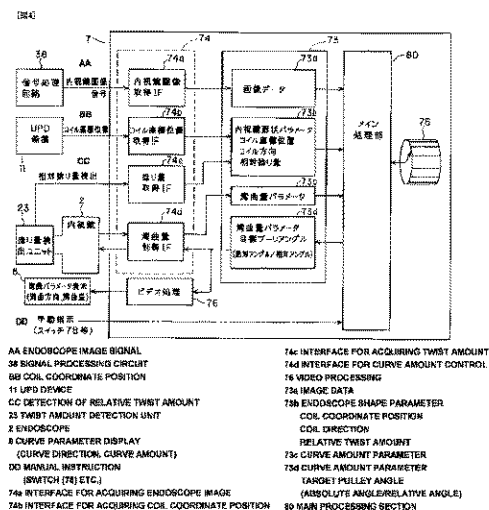 [図4]
7
74
73
38
AA
74a
73a
80
信号処理回路
内視鏡画像信号
内視鏡画像取得IF
画像データ
BB
74b
73b
76
UPD装置
コイル座標位置
コイル座標位置取得IF
内視鏡形状パラメータ
コイル座標位置
コイル方向
相対捻り量
メイン処理部
11
CC
74c
相対捻り量検出
捻り量取得IF
73c
湾曲量パラメータ
23
2
74d
73d
捻り量検出ユニット
内視鏡
湾曲量制御IF
湾曲量パラメータ
目標プーリアングル
(絶対アングル/相対アングル)
8
湾曲パラメータ表示
(湾曲方向,湾曲量)
ビデオ処理
76
DD
手動指示
(スイッチ78等)
AA ENDOSCOPE IMAGE SIGNAL
38 SIGNAL PROCESSING CIRCUIT
BB COIL COORDINATE POSITION
11 UPD DEVICE
CC DETECTION OF RELATIVE TWIST AMOUNT
23 TWIST AMOUNT DETECTION UNIT
2 ENDOSCOPE
8 CURVE PARAMETER DISPLAY
(CURVE DIRECTION, CURVE AMOUNT)
DD MANUAL INSTRUCTION
(SWITCH [78] ETC.)
74a INTERFACE FOR ACQUIRING ENDOSCOPE IMAGE
74b INTERFACE FOR ACQUIRING COIL COORDINATE POSITION
74c INTERFACE FOR ACQUIRING TWIST AMOUNT
74d INTERFACE FOR CURVE AMOUNT CONTROL
76 VIDEO PROCESSING
73a IMAGE DATA
73b ENDOSCOPE SHAPE PARAMETER
COIL COORDINATE POSITION
COIL DIRECTION
RELATIVE TWIST AMOUNT
73c CURVE AMOUNT PARAMETER
73d CURVE AMOUNT PARAMETER
TARGET PULLEY ANGLE
(ABSOLUTE ANGLE/RELATIVE ANGLE)
80 MAIN PROCESSING SECTION